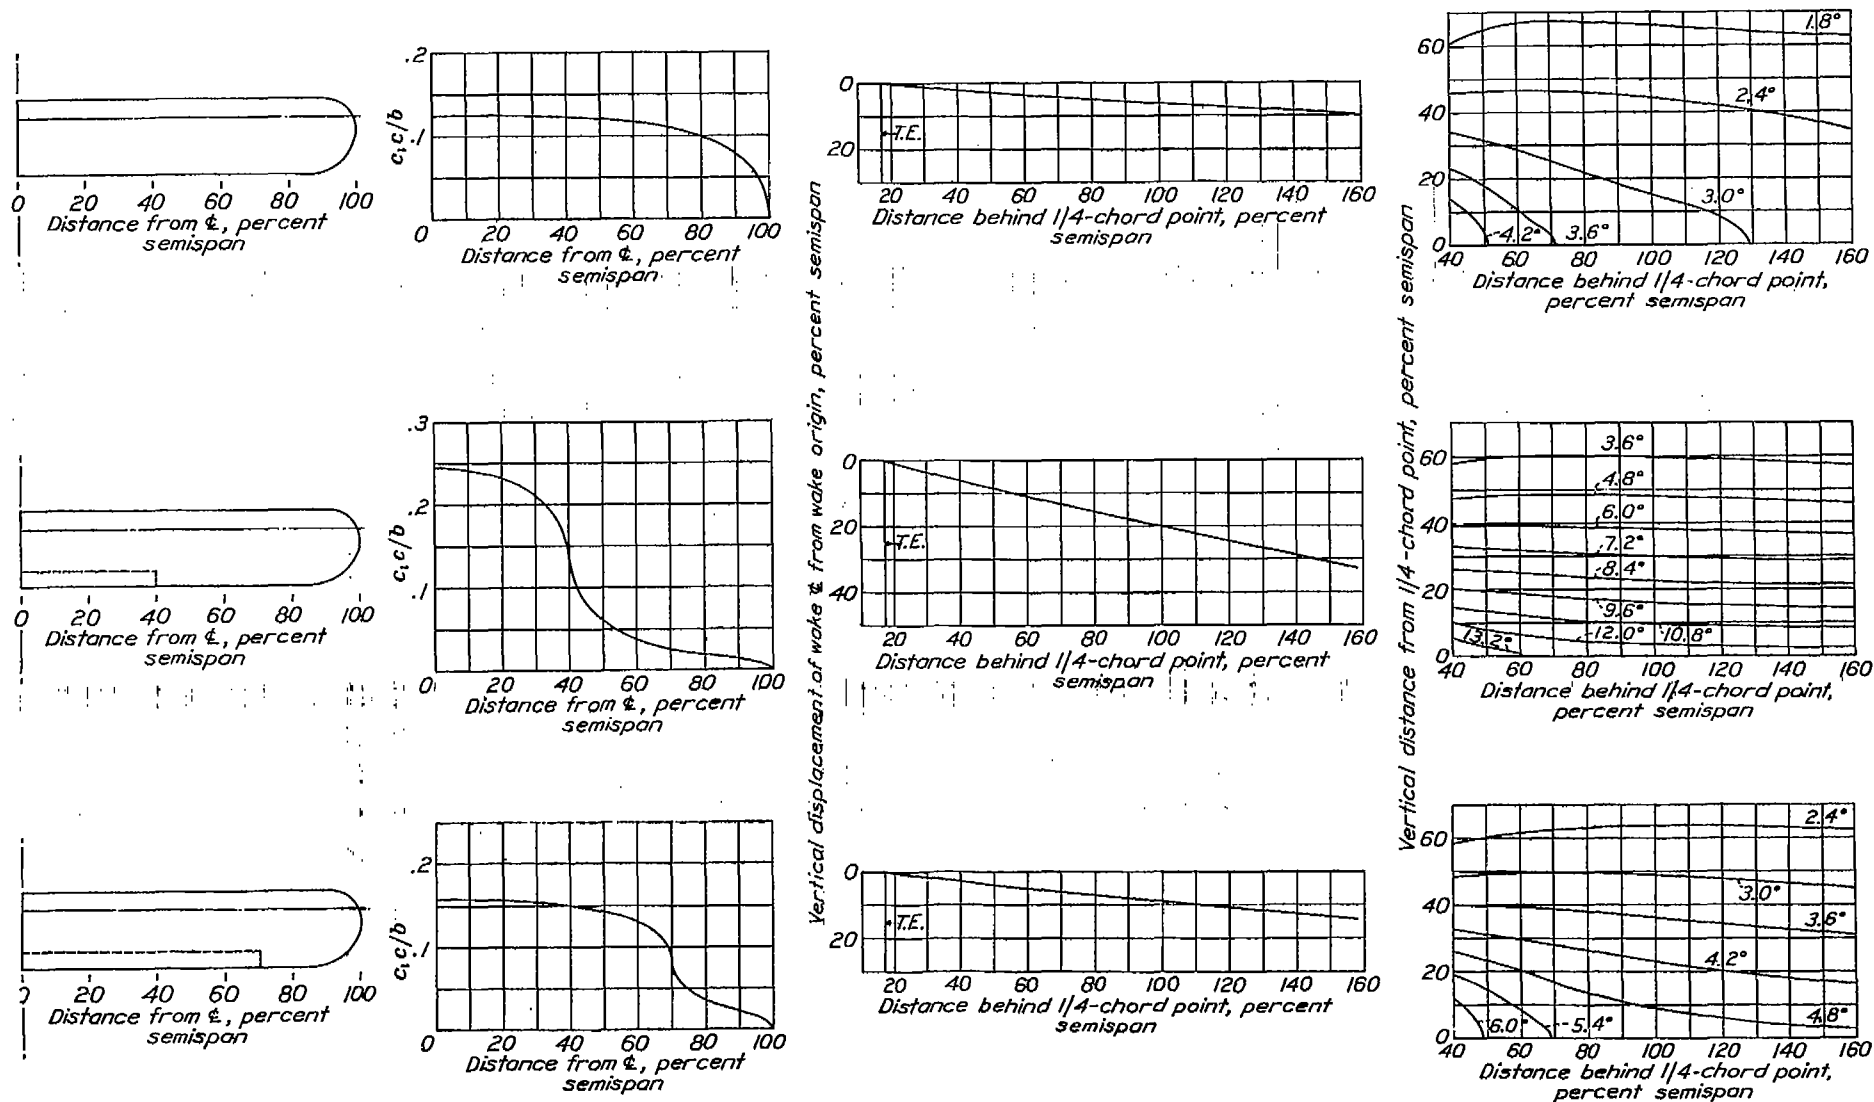 0 20 40 60 80 100
Distance from ℄, percent
semispan
.2
.1
c₁c/b
0 20 40 60 80 100
Distance from ℄, percent
semispan
0
20
T.E.
20 40 60 80 100 120 140 160
Distance behind 1/4-chord point, percent
semispan
60
40
20
0
1.8°
2.4°
3.0°
4.2° 3.6°
40 60 80 100 120 140 160
Distance behind 1/4-chord point,
percent semispan
Vertical displacement of wake ℄ from wake origin, percent semispan
Vertical distance from 1/4-chord point, percent semispan
0 20 40 60 80 100
Distance from ℄, percent
semispan
.3
.2
.1
c₁c/b
0 20 40 60 80 100
Distance from ℄, percent
semispan
0
20
40
T.E.
20 40 60 80 100 120 140 160
Distance behind 1/4-chord point, percent
semispan
60
40
20
0
3.6°
4.8°
6.0°
7.2°
8.4°
9.6°
13.2° 12.0° 10.8°
40 60 80 100 120 140 160
Distance behind 1/4-chord point,
percent semispan
0 20 40 60 80 100
Distance from ℄, percent
semispan
.2
.1
c₁c/b
0 20 40 60 80 100
Distance from ℄, percent
semispan
0
20
T.E.
20 40 60 80 100 120 140 160
Distance behind 1/4-chord point, percent
semispan
60
40
20
0
2.4°
3.0°
3.6°
4.2°
6.0° 5.4° 4.8°
40 60 80 100 120 140 160
Distance behind 1/4-chord point,
percent semispan